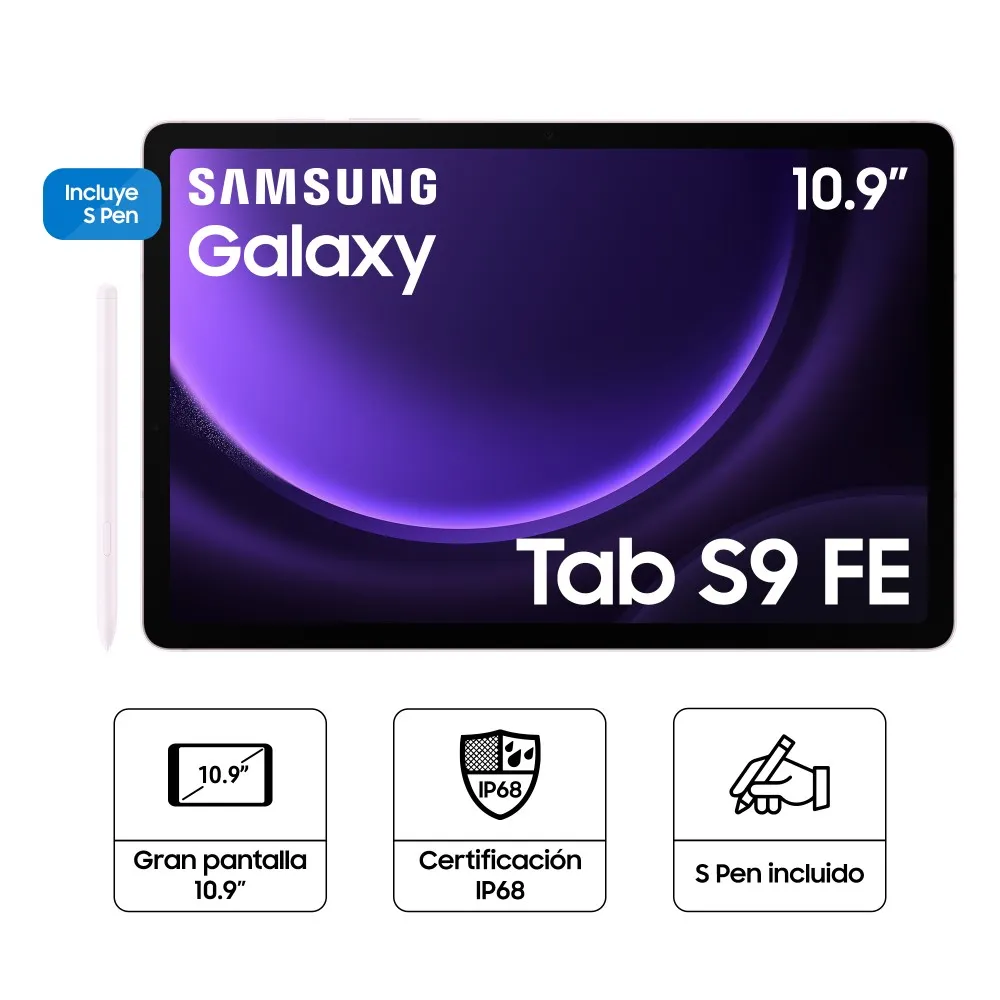 Incluye
S Pen
SAMSUNG
Galaxy
10.9”
Tab S9 FE
10.9”
Gran pantalla
10.9”
IP68
Certificación
IP68
S Pen incluido